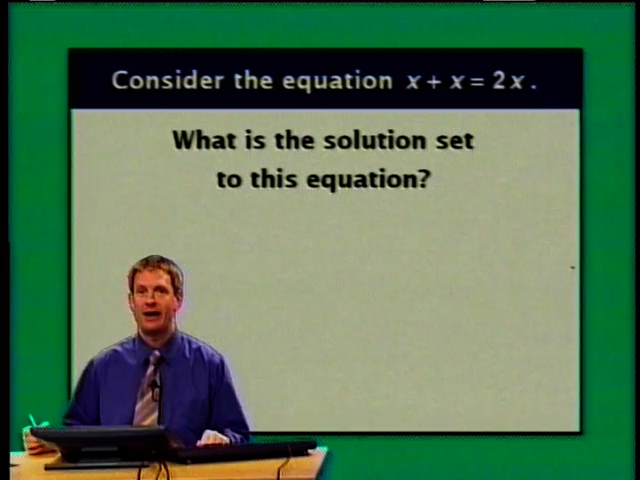 Consider the equation x + x = 2x.
What is the solution set
to this equation?